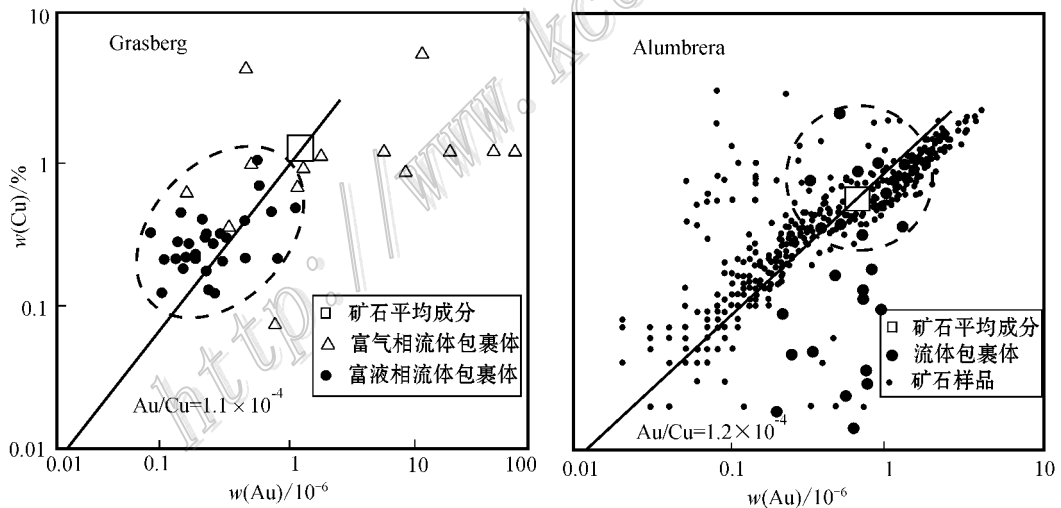 10
Grasberg
1
w(Cu)/%
0.1
矿石平均成分
富气相流体包裹体
富液相流体包裹体
Au/Cu=1.1×10⁻⁴
0.01
0.01
0.1
1
10
100
w(Au)/10⁻⁶
Alumbrera
矿石平均成分
流体包裹体
矿石样品
Au/Cu=1.2×10⁻⁴
0.01
0.1
1
10
w(Au)/10⁻⁶
http://www.kc